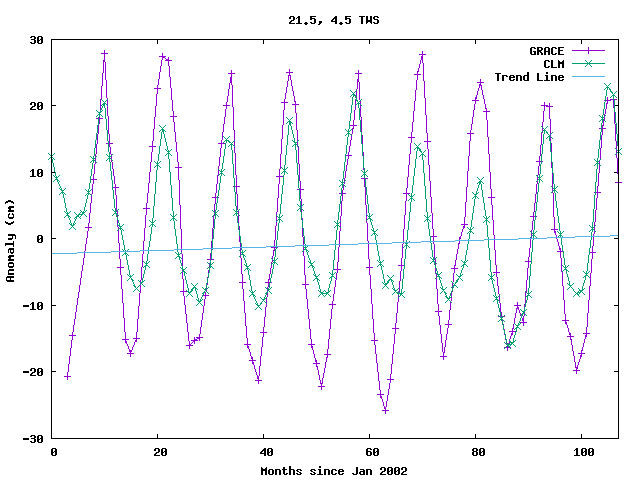 21.5, 4.5 TWS
GRACE
CLM
Trend Line
30
20
10
0
-10
-20
-30
Anomaly (cm)
0 20 40 60 80 100
Months since Jan 2002